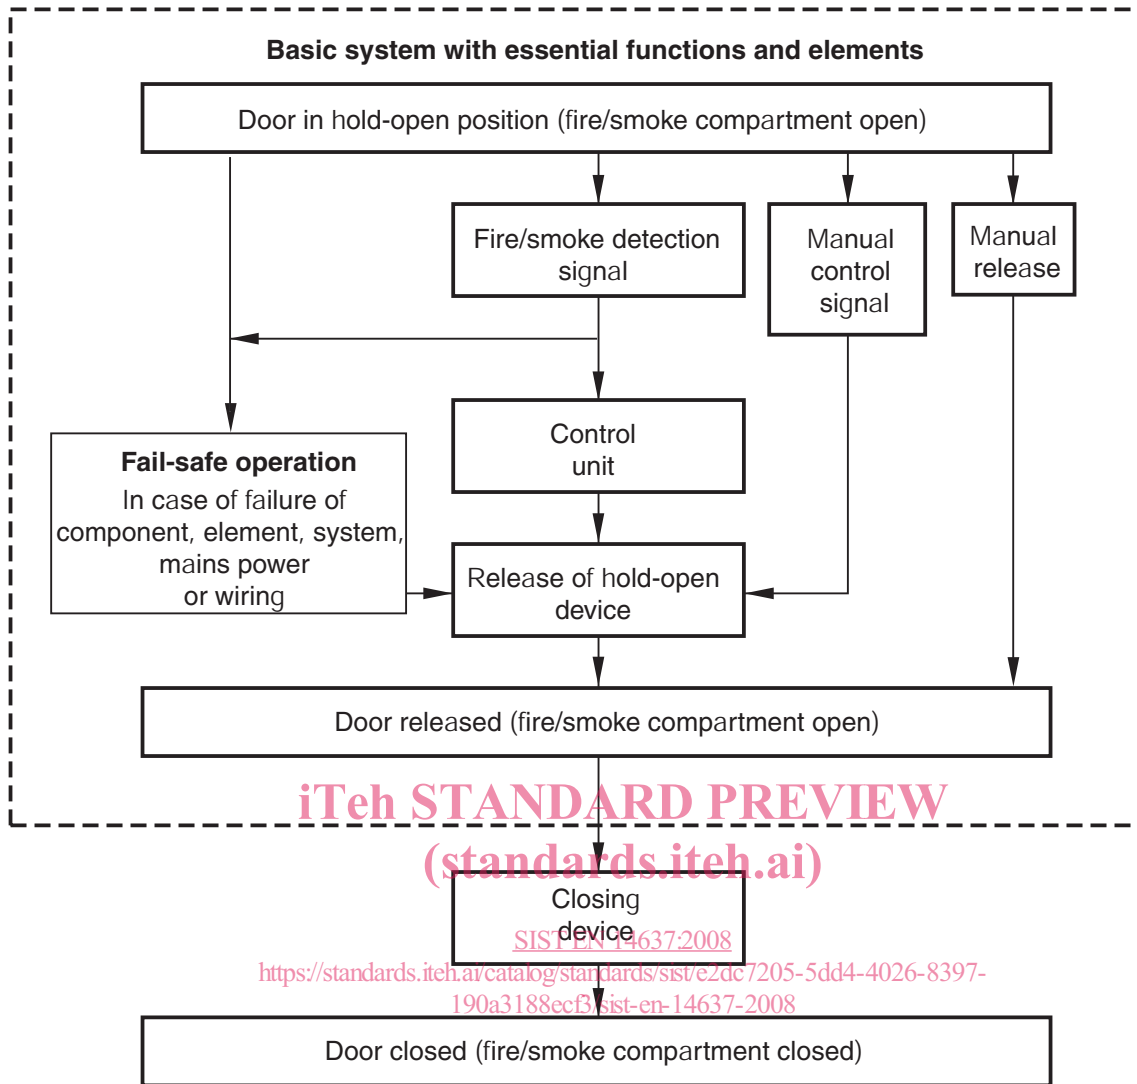 Basic system with essential functions and elements
Door in hold-open position (fire/smoke compartment open)
Fire/smoke detection
signal
Manual
control
signal
Manual
release
Control
unit
Fail-safe operation
In case of failure of
component, element, system,
mains power
or wiring
Release of hold-open
device
Door released (fire/smoke compartment open)
iTeh STANDARD PREVIEW
(standards.iteh.ai)
Closing
device
SIST EN 14637:2008
https://standards.iteh.ai/catalog/standards/sist/e2dc7205-5dd4-4026-8397-
190a3188ecf3/sist-en-14637-2008
Door closed (fire/smoke compartment closed)